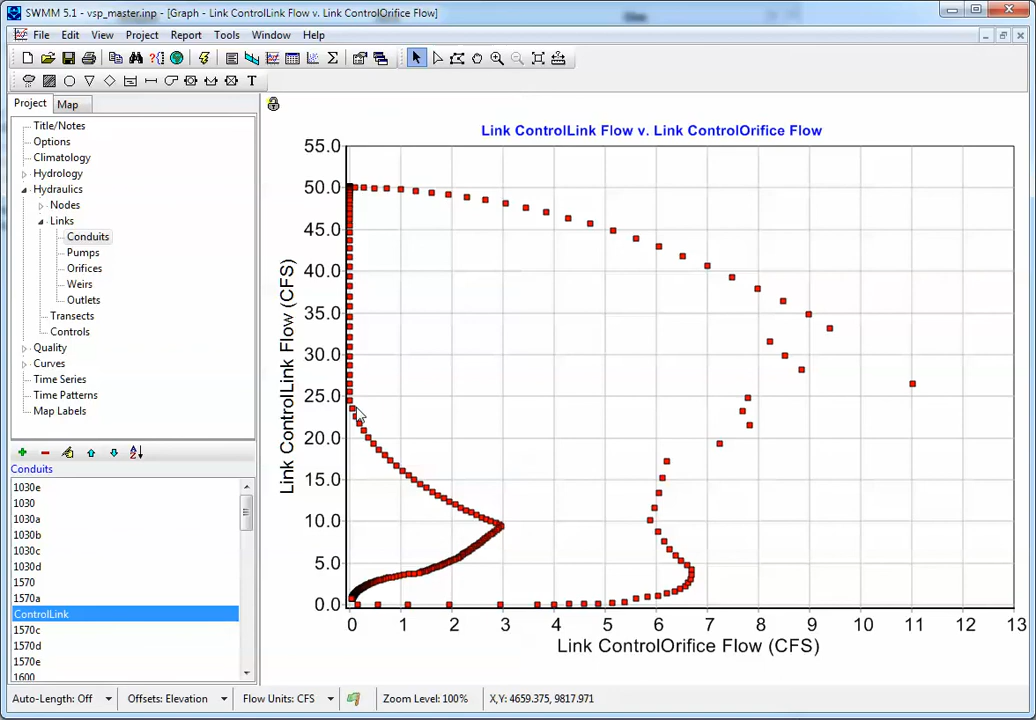 SWMM 5.1 - vsp_master.inp - [Graph - Link ControlLink Flow v. Link ControlOrifice Flow]
File Edit View Project Report Tools Window Help
Project Map
Title/Notes
Options
Climatology
Hydrology
Hydraulics
Nodes
Links
Conduits
Pumps
Orifices
Weirs
Outlets
Transects
Controls
Quality
Curves
Time Series
Time Patterns
Map Labels
Conduits
1030e
1030
1030a
1030b
1030c
1030d
1570
1570a
ControlLink
1570c
1570d
1570e
1600
Link ControlLink Flow v. Link ControlOrifice Flow
Link ControlLink Flow (CFS)
55.0
50.0
45.0
40.0
35.0
30.0
25.0
20.0
15.0
10.0
5.0
0.0
0 1 2 3 4 5 6 7 8 9 10 11 12 13
Link ControlOrifice Flow (CFS)
Auto-Length: Off Offsets: Elevation Flow Units: CFS Zoom Level: 100% X,Y: 4659.375, 9817.971